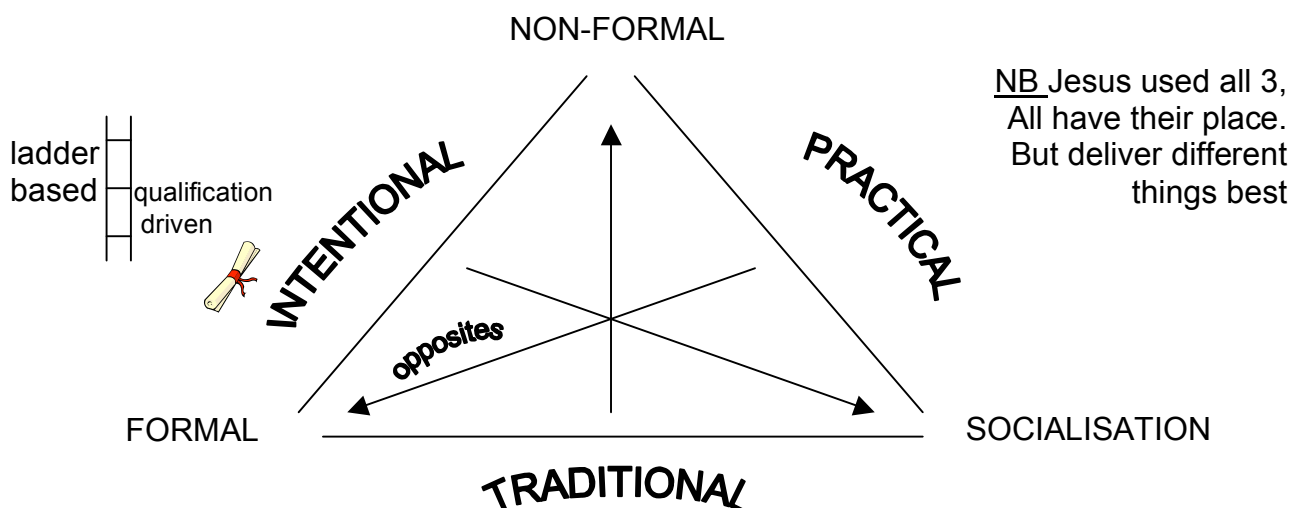 NON-FORMAL
NB Jesus used all 3,
All have their place.
But deliver different
things best
ladder
based
qualification
driven
INTENTIONAL
PRACTICAL
opposites
FORMAL
SOCIALISATION
TRADITIONAL